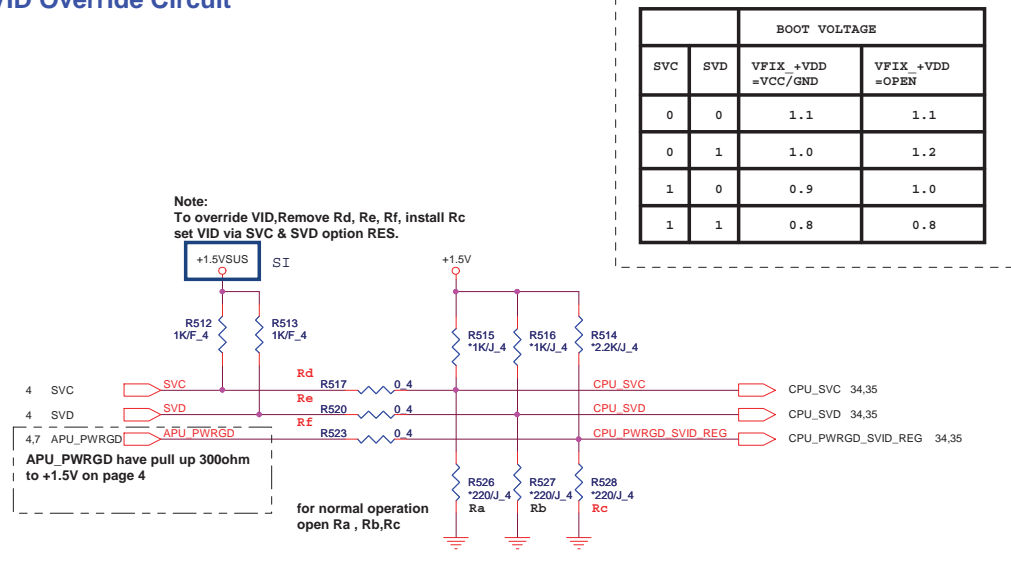 VID Override Circuit
BOOT VOLTAGE
SVC SVD VFIX_+VDD =VCC/GND VFIX_+VDD =OPEN
0 0 1.1 1.1
0 1 1.0 1.2
1 0 0.9 1.0
1 1 0.8 0.8
Note:
To override VID,Remove Rd, Re, Rf, install Rc
set VID via SVC & SVD option RES.
+1.5VSUS SI +1.5V
R512 1K/F_4
R513 1K/F_4
R515 *1K/J_4
R516 *1K/J_4
R514 *2.2K/J_4
Rd
4 SVC SVC R517 0_4 CPU_SVC CPU_SVC 34,35
Re
4 SVD SVD R520 0_4 CPU_SVD CPU_SVD 34,35
Rf
4,7 APU_PWRGD APU_PWRGD R523 0_4 CPU_PWRGD_SVID_REG CPU_PWRGD_SVID_REG 34,35
APU_PWRGD have pull up 300ohm
to +1.5V on page 4
R526 *220/J_4 Ra
R527 *220/J_4 Rb
R528 *220/J_4 Rc
for normal operation
open Ra , Rb,Rc